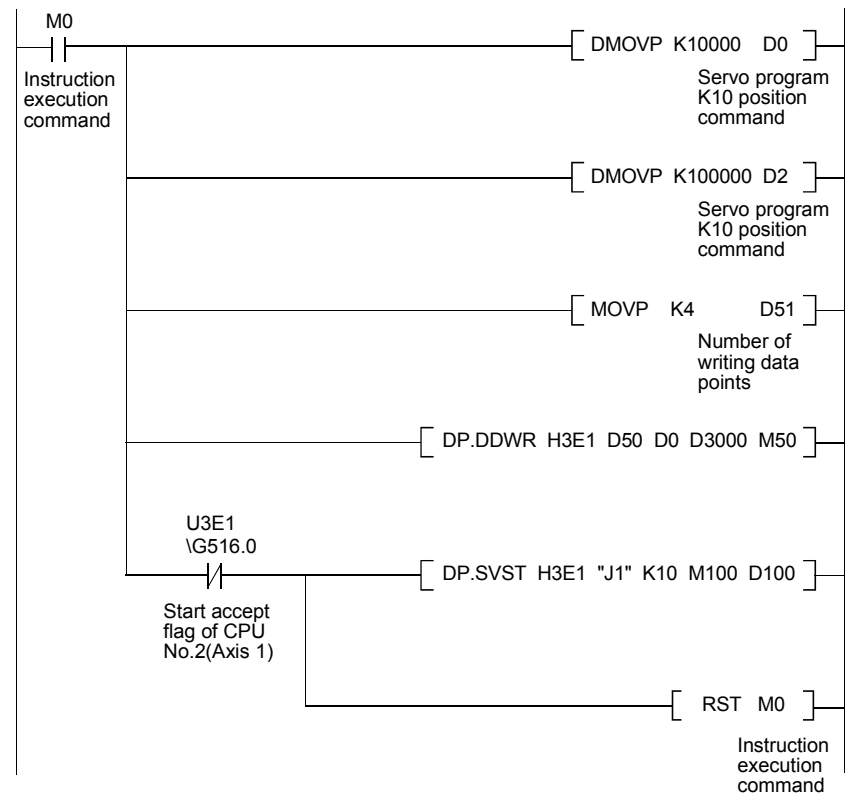 M0
DMOVP K10000 D0
Instruction
execution
command
Servo program
K10 position
command
DMOVP K100000 D2
Servo program
K10 position
command
MOVP K4 D51
Number of
writing data
points
DP.DDWR H3E1 D50 D0 D3000 M50
U3E1
\G516.0
DP.SVST H3E1 "J1" K10 M100 D100
Start accept
flag of CPU
No.2(Axis 1)
RST M0
Instruction
execution
command